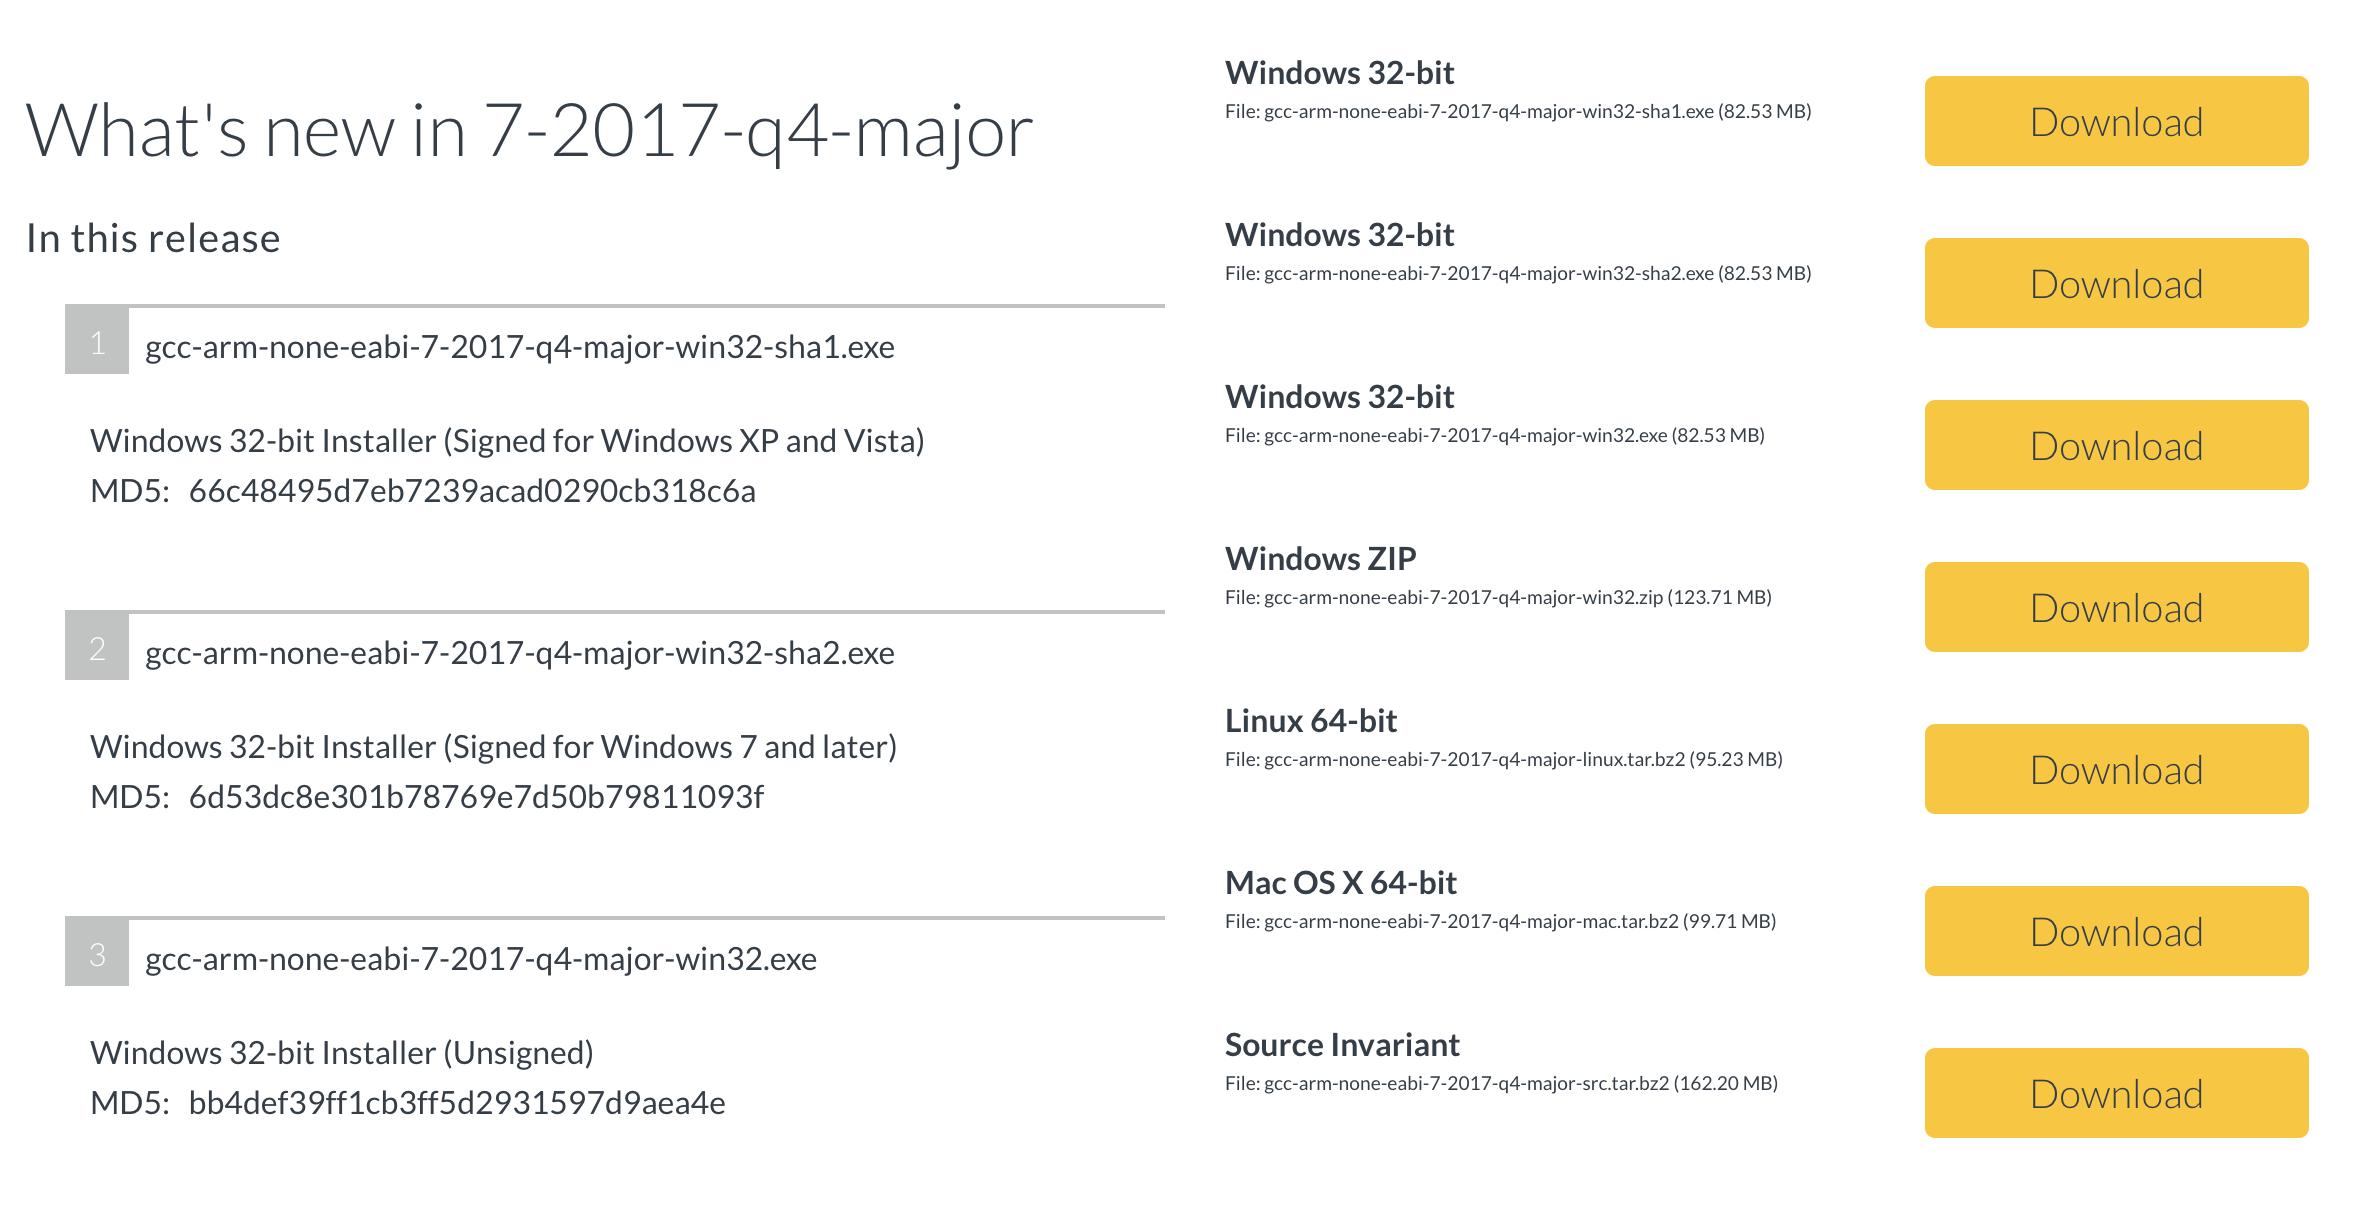 What's new in 7-2017-q4-major
In this release
1
gcc-arm-none-eabi-7-2017-q4-major-win32-sha1.exe
Windows 32-bit Installer (Signed for Windows XP and Vista)
MD5: 66c48495d7eb7239acad0290cb318c6a
2
gcc-arm-none-eabi-7-2017-q4-major-win32-sha2.exe
Windows 32-bit Installer (Signed for Windows 7 and later)
MD5: 6d53dc8e301b78769e7d50b79811093f
3
gcc-arm-none-eabi-7-2017-q4-major-win32.exe
Windows 32-bit Installer (Unsigned)
MD5: bb4def39ff1cb3ff5d2931597d9aea4e
Windows 32-bit
File: gcc-arm-none-eabi-7-2017-q4-major-win32-sha1.exe (82.53 MB)
Download
Windows 32-bit
File: gcc-arm-none-eabi-7-2017-q4-major-win32-sha2.exe (82.53 MB)
Download
Windows 32-bit
File: gcc-arm-none-eabi-7-2017-q4-major-win32.exe (82.53 MB)
Download
Windows ZIP
File: gcc-arm-none-eabi-7-2017-q4-major-win32.zip (123.71 MB)
Download
Linux 64-bit
File: gcc-arm-none-eabi-7-2017-q4-major-linux.tar.bz2 (95.23 MB)
Download
Mac OS X 64-bit
File: gcc-arm-none-eabi-7-2017-q4-major-mac.tar.bz2 (99.71 MB)
Download
Source Invariant
File: gcc-arm-none-eabi-7-2017-q4-major-src.tar.bz2 (162.20 MB)
Download